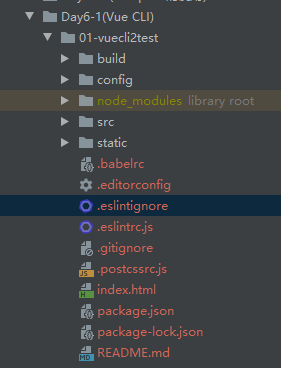 Day6-1(Vue CLI)
01-vuecli2test
build
config
node_modules library root
src
static
.babelrc
.editorconfig
.eslintignore
.eslintrc.js
.gitignore
.postcssrc.js
index.html
package.json
package-lock.json
README.md